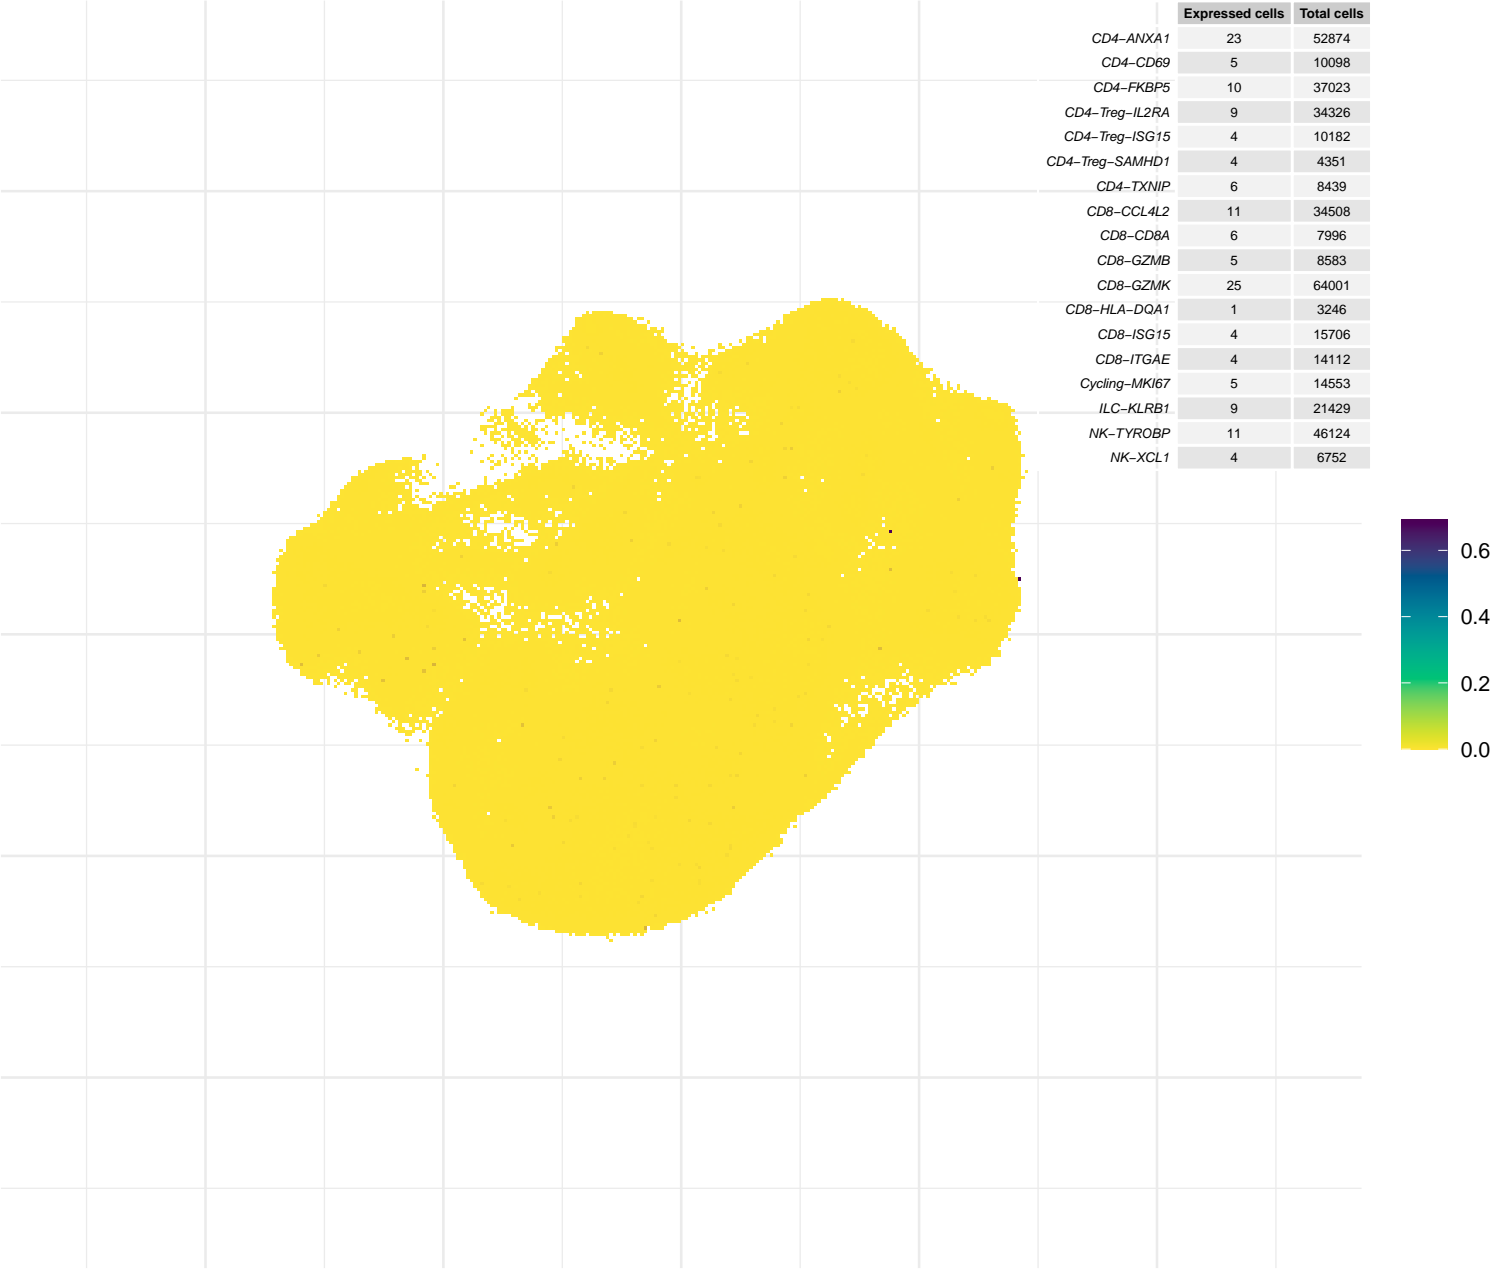 Expressed cells Total cells
CD4−ANXA1 23 52874
CD4−CD69 5 10098
CD4−FKBP5 10 37023
CD4−Treg−IL2RA 9 34326
CD4−Treg−ISG15 4 10182
CD4−Treg−SAMHD1 4 4351
CD4−TXNIP 6 8439
CD8−CCL4L2 11 34508
CD8−CD8A 6 7996
CD8−GZMB 5 8583
CD8−GZMK 25 64001
CD8−HLA−DQA1 1 3246
CD8−ISG15 4 15706
CD8−ITGAE 4 14112
Cycling−MKI67 5 14553
ILC−KLRB1 9 21429
NK−TYROBP 11 46124
NK−XCL1 4 6752
0.6
0.4
0.2
0.0